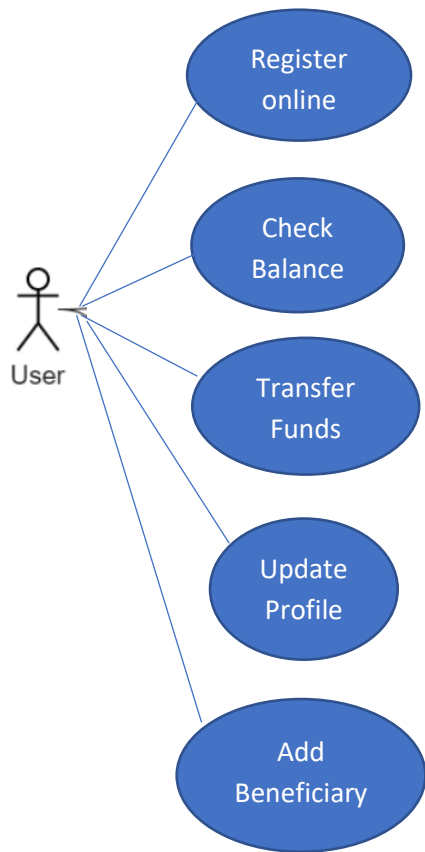 Register
online
Check
Balance
User
Transfer
Funds
Update
Profile
Add
Beneficiary